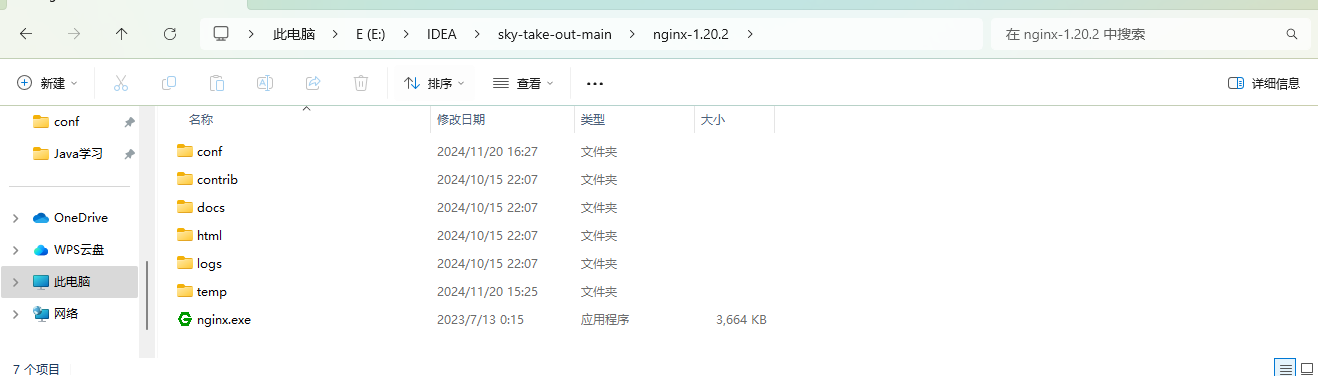 此电脑 > E (E:) > IDEA > sky-take-out-main > nginx-1.20.2 >
在 nginx-1.20.2 中搜索
新建 排序 查看 ... 详细信息
名称 修改日期 类型 大小
conf
Java学习
OneDrive
WPS云盘
此电脑
网络
conf 2024/11/20 16:27 文件夹
contrib 2024/10/15 22:07 文件夹
docs 2024/10/15 22:07 文件夹
html 2024/10/15 22:07 文件夹
logs 2024/10/15 22:07 文件夹
temp 2024/11/20 15:25 文件夹
nginx.exe 2023/7/13 0:15 应用程序 3,664 KB
7 个项目